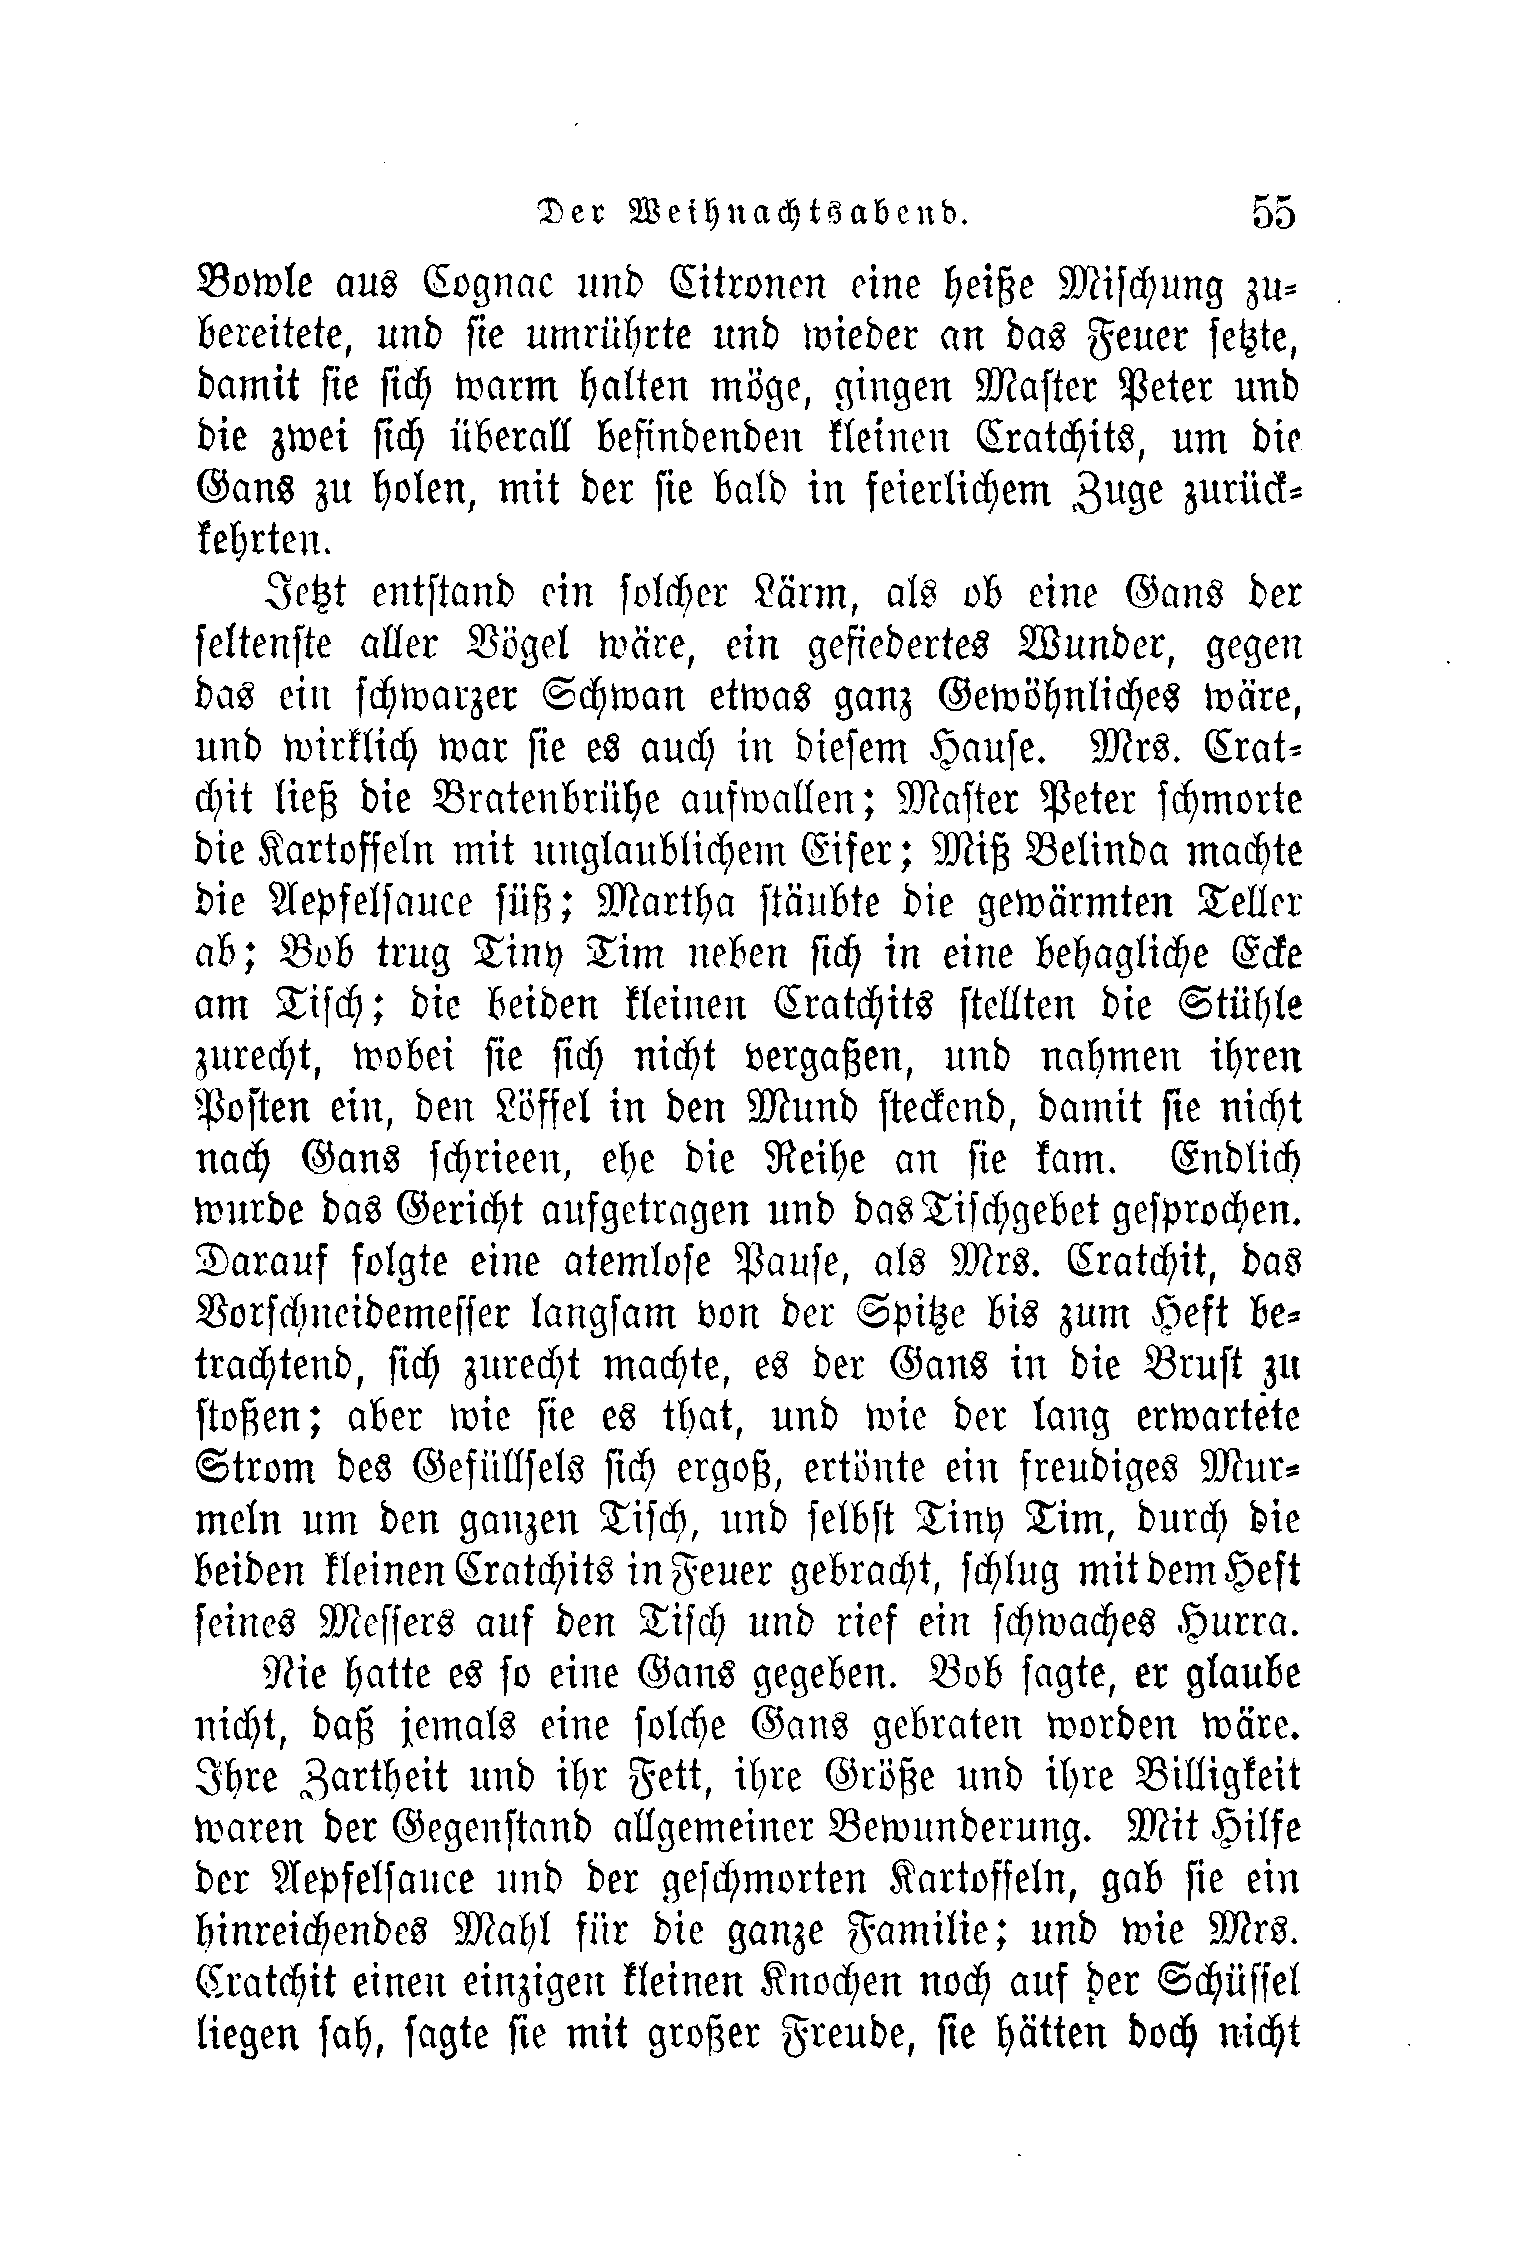 Der Weihnachtsabend. 55
Bowle aus Cognac und Citronen eine heiße Mischung zu-
bereitete, und sie umrührte und wieder an das Feuer setzte,
damit sie sich warm halten möge, gingen Master Peter und
die zwei sich überall befindenden kleinen Cratchits, um die
Gans zu holen, mit der sie bald in feierlichem Zuge zurück-
kehrten.
Jetzt entstand ein solcher Lärm, als ob eine Gans der
seltenste aller Vögel wäre, ein gefiedertes Wunder, gegen
das ein schwarzer Schwan etwas ganz Gewöhnliches wäre,
und wirklich war sie es auch in diesem Hause. Mrs. Crat-
chit ließ die Bratenbrühe aufwallen; Master Peter schmorte
die Kartoffeln mit unglaublichem Eifer; Miß Belinda machte
die Aepfelsauce süß; Martha stäubte die gewärmten Teller
ab; Bob trug Tiny Tim neben sich in eine behagliche Ecke
am Tisch; die beiden kleinen Cratchits stellten die Stühle
zurecht, wobei sie sich nicht vergaßen, und nahmen ihren
Posten ein, den Löffel in den Mund steckend, damit sie nicht
nach Gans schrieen, ehe die Reihe an sie kam. Endlich
wurde das Gericht aufgetragen und das Tischgebet gesprochen.
Darauf folgte eine atemlose Pause, als Mrs. Cratchit, das
Vorschneidemesser langsam von der Spitze bis zum Heft be-
trachtend, sich zurecht machte, es der Gans in die Brust zu
stoßen; aber wie sie es that, und wie der lang erwartete
Strom des Gefüllsels sich ergoß, ertönte ein freudiges Mur-
meln um den ganzen Tisch, und selbst Tiny Tim, durch die
beiden kleinen Cratchits in Feuer gebracht, schlug mit dem Heft
seines Messers auf den Tisch und rief ein schwaches Hurra.
Nie hatte es so eine Gans gegeben. Bob sagte, er glaube
nicht, daß jemals eine solche Gans gebraten worden wäre.
Ihre Zartheit und ihr Fett, ihre Größe und ihre Billigkeit
waren der Gegenstand allgemeiner Bewunderung. Mit Hilfe
der Aepfelsauce und der geschmorten Kartoffeln, gab sie ein
hinreichendes Mahl für die ganze Familie; und wie Mrs.
Cratchit einen einzigen kleinen Knochen noch auf der Schüssel
liegen sah, sagte sie mit großer Freude, sie hätten doch nicht